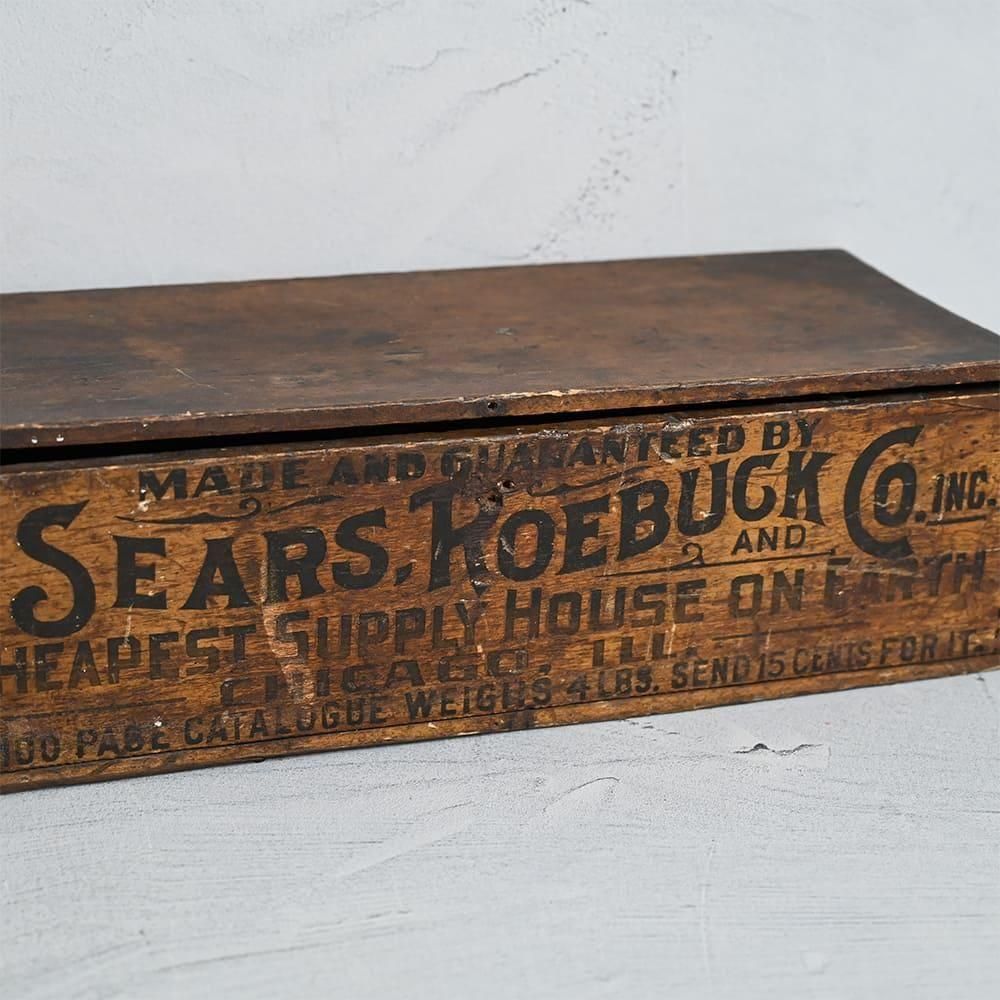 MADE AND GUARANTEED BY
SEARS, ROEBUCK AND CO. INC.
HEAPEST SUPPLY HOUSE ON EARTH
CHICAGO, ILL.
100 PAGE CATALOGUE WEIGHS 4 LBS. SEND 15 CENTS FOR IT.